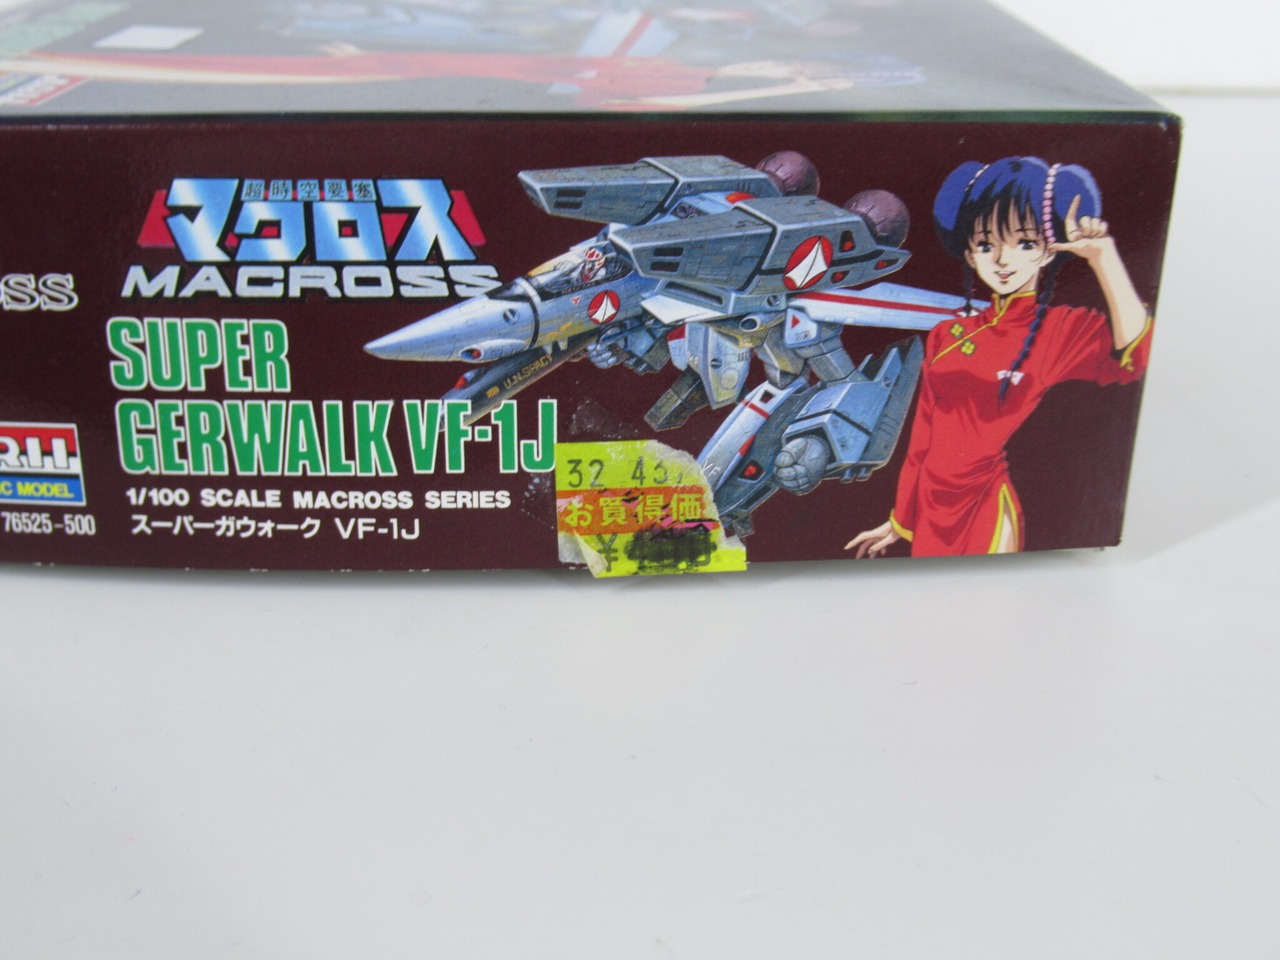 超時空要塞
マクロス
MACROSS
ss
SUPER
GERWALK VF-1J
1/100 SCALE MACROSS SERIES
スーパーガウォーク VF-1J
MODEL
76525-500
U.N.SPACY
お買得価
¥